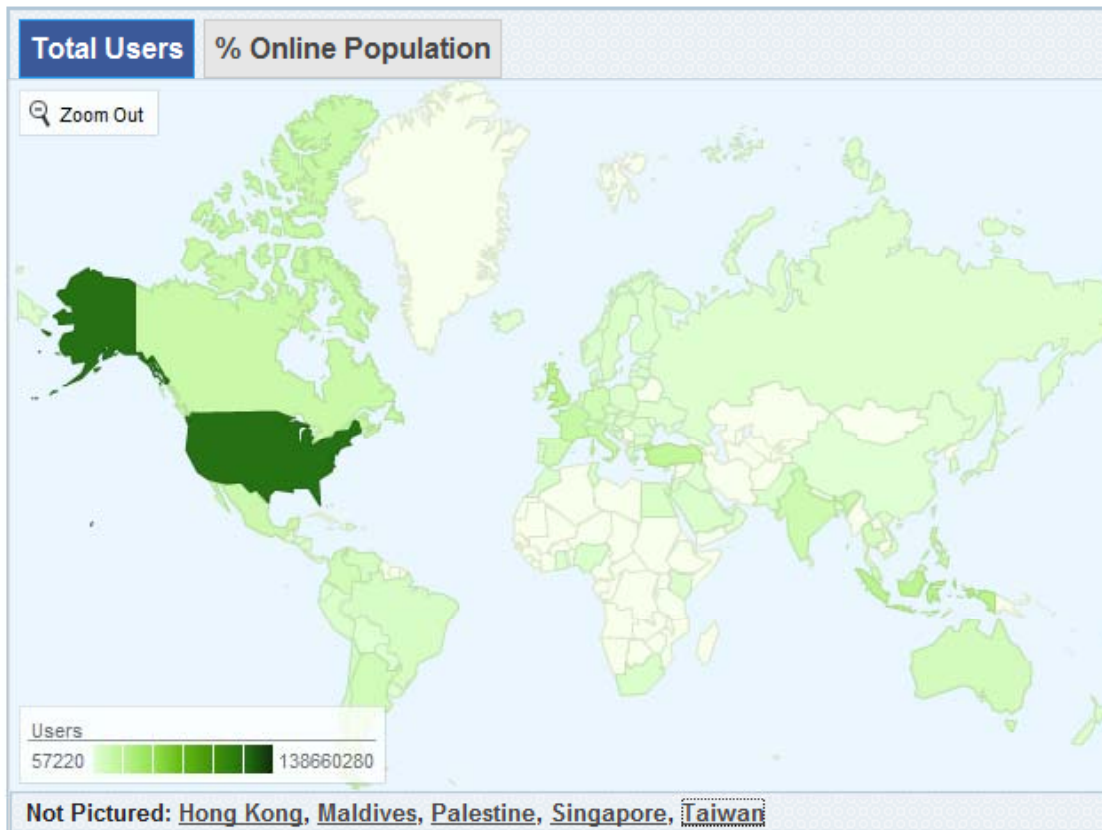 Total Users % Online Population
Zoom Out
Users
57220 138660280
Not Pictured: Hong Kong, Maldives, Palestine, Singapore, Taiwan